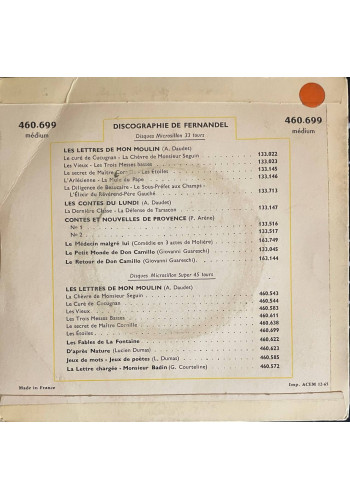 460.699
médium
DISCOGRAPHIE DE FERNANDEL
460.699
médium
Disques Microsillon 33 tours
LES LETTRES DE MON MOULIN (A. Daudet)
Le curé de Cucugnan - La Chèvre de Monsieur Seguin 133.022
Les Vieux - Les Trois Messes Basses 133.023
Le secret de Maître Cornille - Les Etoiles 133.145
L'Arlésienne - La Mule du Pape 133.146
La Diligence de Beaucaire - Le Sous-Préfet aux Champs -
L'Elixir du Révérend-Père Gaucher 133.713
LES CONTES DU LUNDI (A. Daudet)
La Dernière Classe - La Défense de Tarascon 133.147
CONTES ET NOUVELLES DE PROVENCE (P. Arène)
N° 1 133.516
N° 2 133.517
Le Médecin malgré lui (Comédie en 3 actes de Molière) 163.749
Le Petit Monde de Don Camillo (Giovanni Guareschi) 133.045
Le Retour de Don Camillo (Giovanni Guareschi) 163.144
Disques Microsillon Super 45 tours
LES LETTRES DE MON MOULIN (A. Daudet)
La Chèvre de Monsieur Seguin 460.543
Le Curé de Cucugnan 460.544
Les Vieux 460.583
Les Trois Messes Basses 460.611
Le secret de Maître Cornille 460.638
Les Étoiles 460.699
Les Fables de La Fontaine 460.622
D'après Nature (Lucien Dumas) 460.623
Jeux de mots - Jeux de poètes (L. Dumas) 460.585
La Lettre chargée - Monsieur Badin (G. Courteline) 460.572
Made in France
Imp. ACEBI 12-61